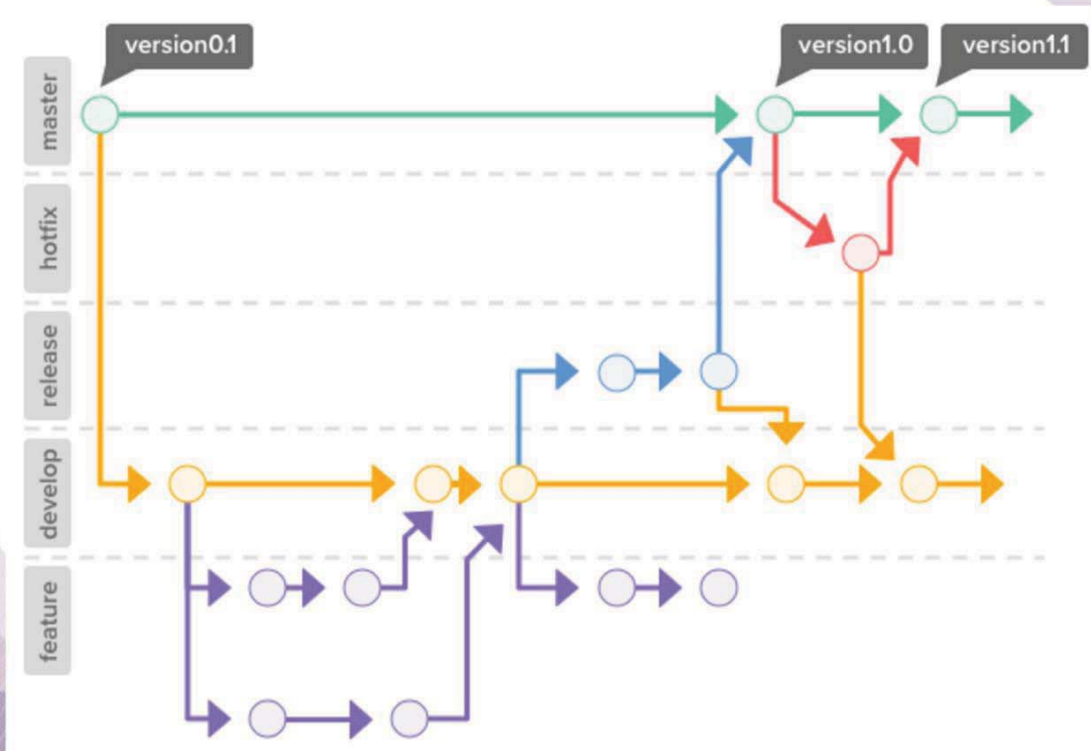 version0.1
version1.0
version1.1
master
hotfix
release
develop
feature